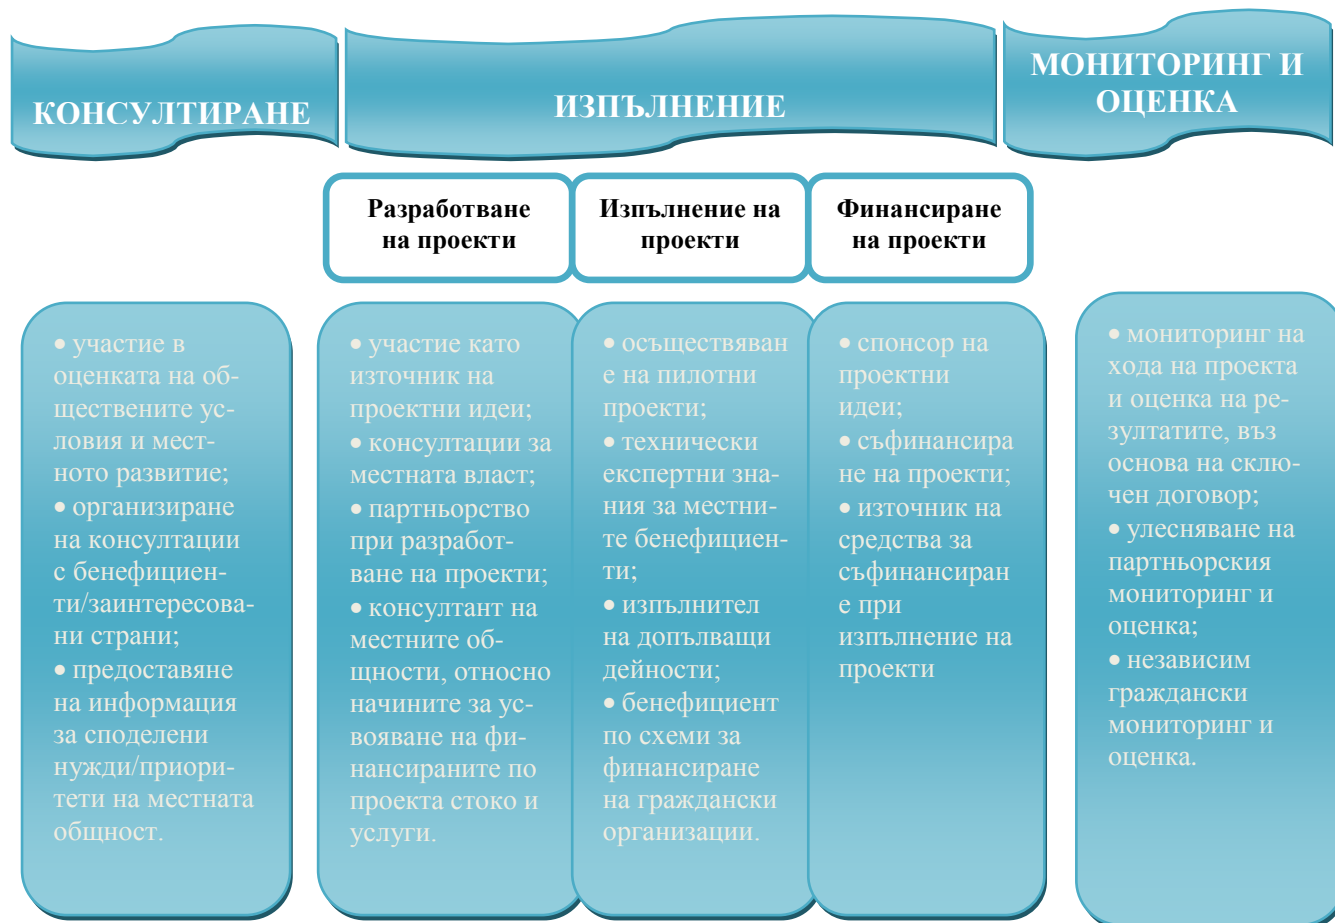 КОНСУЛТИРАНЕ
ИЗПЪЛНЕНИЕ
МОНИТОРИНГ И
ОЦЕНКА
Разработване
на проекти
Изпълнение на
проекти
Финансиране
на проекти
• участие в
оценката на об-
ществените ус-
ловия и мест-
ното развитие;
• организиране
на консултации
с бенефициен-
ти/заинтересова-
ни страни;
• предоставяне
на информация
за споделени
нужди/приори-
тети на местната
общност.
• участие като
източник на
проектни идеи;
• консултации за
местната власт;
• партньорство
при разработ-
ване на проекти;
• консултант на
местните об-
щности, относно
начините за ус-
вояване на фи-
нансираните по
проекта стоко и
услуги.
• осъществяван
е на пилотни
проекти;
• технически
експертни зна-
ния за местни-
те бенефициен-
ти;
• изпълнител
на допълващи
дейности;
• бенефициент
по схеми за
финансиране
на граждански
организации.
• спонсор на
проектни
идеи;
• съфинансира
не на проекти;
• източник на
средства за
съфинансиран
е при
изпълнение на
проекти
• мониторинг на
хода на проекта
и оценка на ре-
зултатите, въз
основа на склю-
чен договор;
• улесняване на
партньорския
мониторинг и
оценка;
• независим
граждански
мониторинг и
оценка.